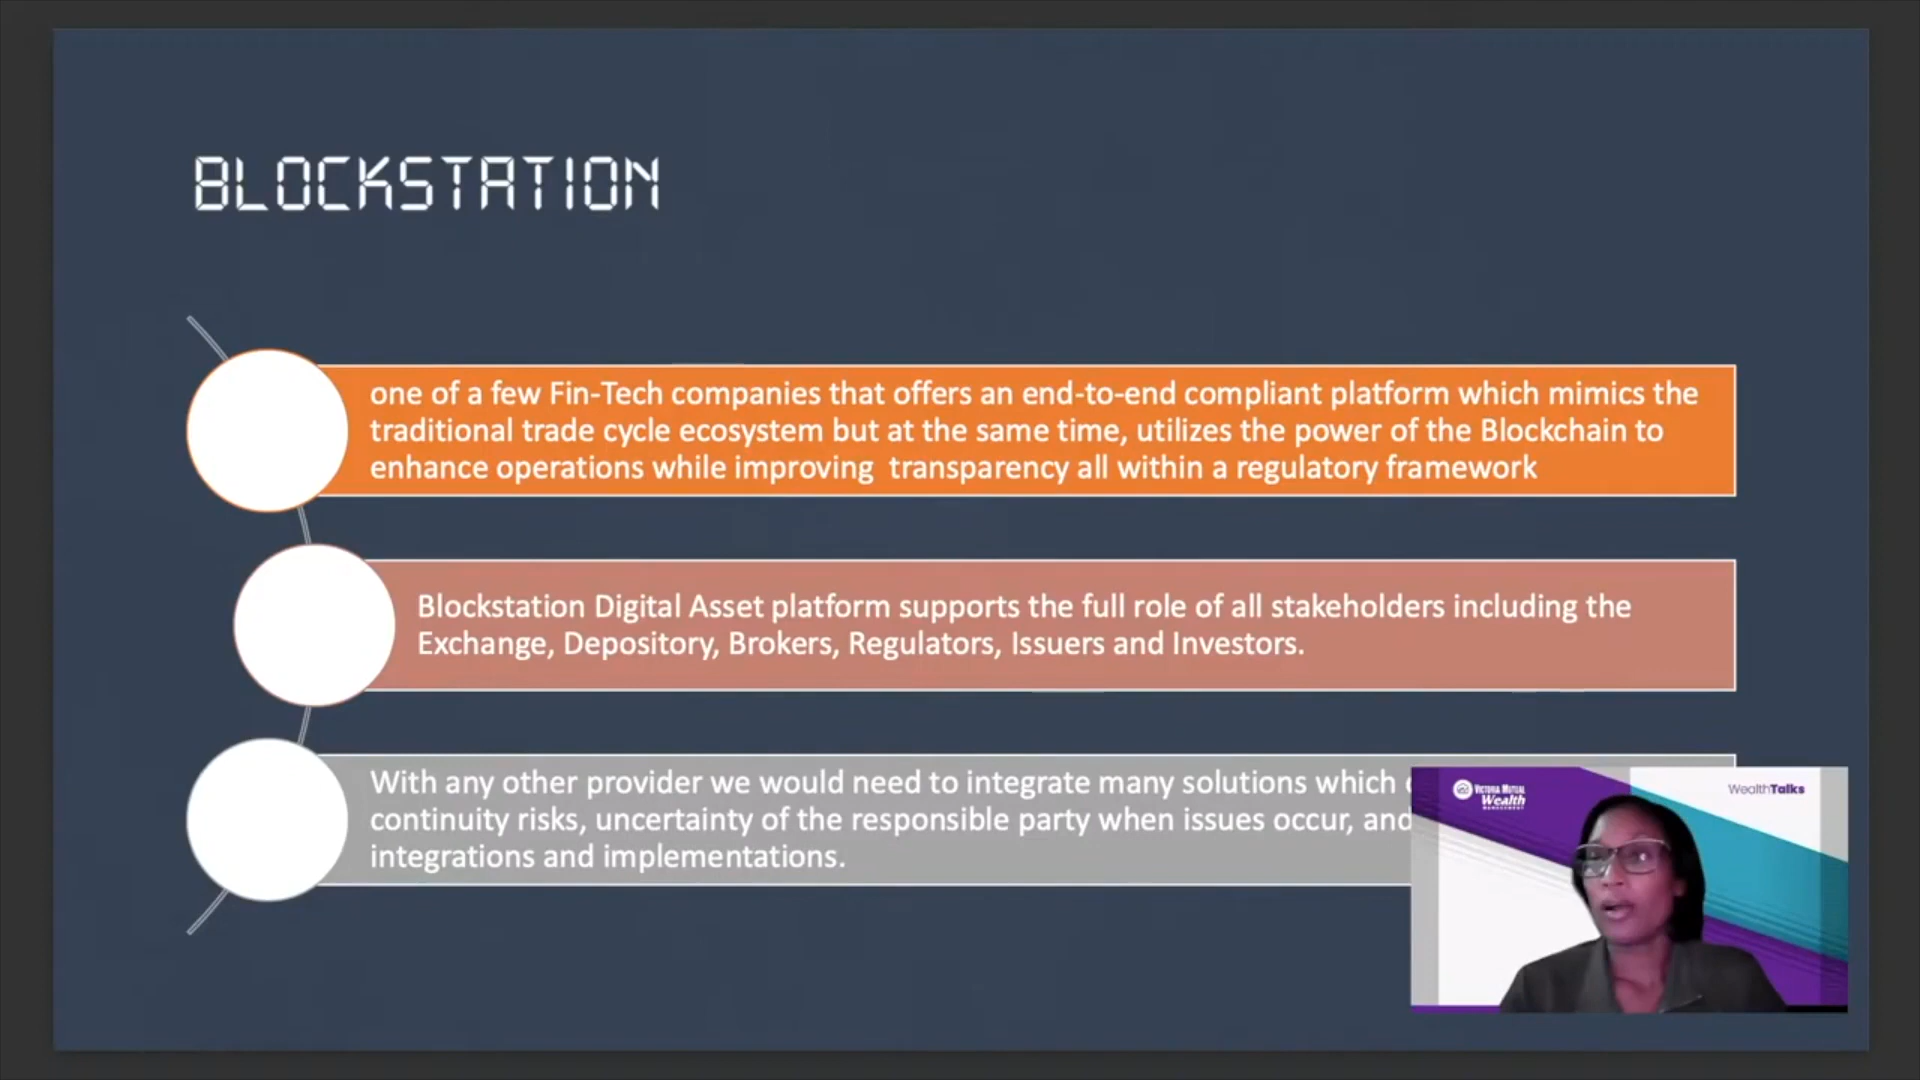 BLOCKSTATION
one of a few Fin-Tech companies that offers an end-to-end compliant platform which mimics the
traditional trade cycle ecosystem but at the same time, utilizes the power of the Blockchain to
enhance operations while improving  transparency all within a regulatory framework
Blockstation Digital Asset platform supports the full role of all stakeholders including the
Exchange, Depository, Brokers, Regulators, Issuers and Investors.
With any other provider we would need to integrate many solutions which
continuity risks, uncertainty of the responsible party when issues occur, and
integrations and implementations.
VICTORIA MUTUAL
Wealth
MANAGEMENT
WealthTalks